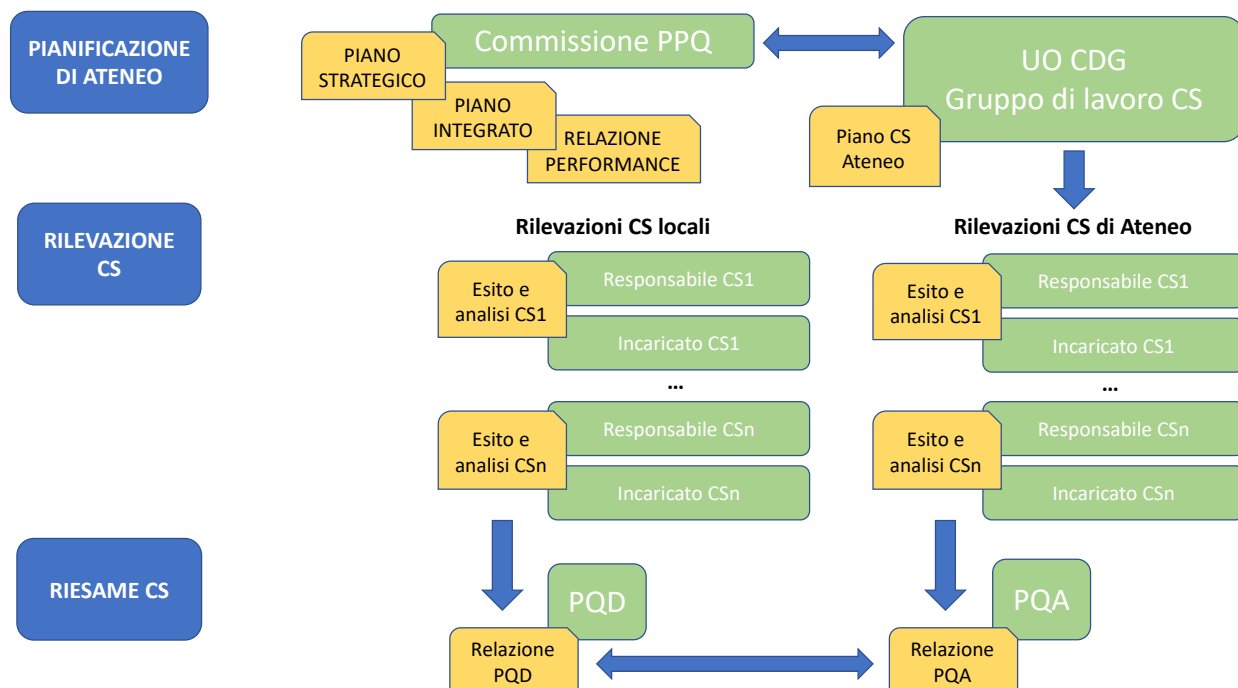 PIANIFICAZIONE
DI ATENEO
PIANO
STRATEGICO
Commissione PPQ
PIANO
INTEGRATO
RELAZIONE
PERFORMANCE
UO CDG
Gruppo di lavoro CS
Piano CS
Ateneo
RILEVAZIONE
CS
Rilevazioni CS locali
Esito e
analisi CS1
Responsabile CS1
Incaricato CS1
...
Esito e
analisi CSn
Responsabile CSn
Incaricato CSn
Rilevazioni CS di Ateneo
Esito e
analisi CS1
Responsabile CS1
Incaricato CS1
...
Esito e
analisi CSn
Responsabile CSn
Incaricato CSn
RIESAME CS
PQD
Relazione
PQD
PQA
Relazione
PQA